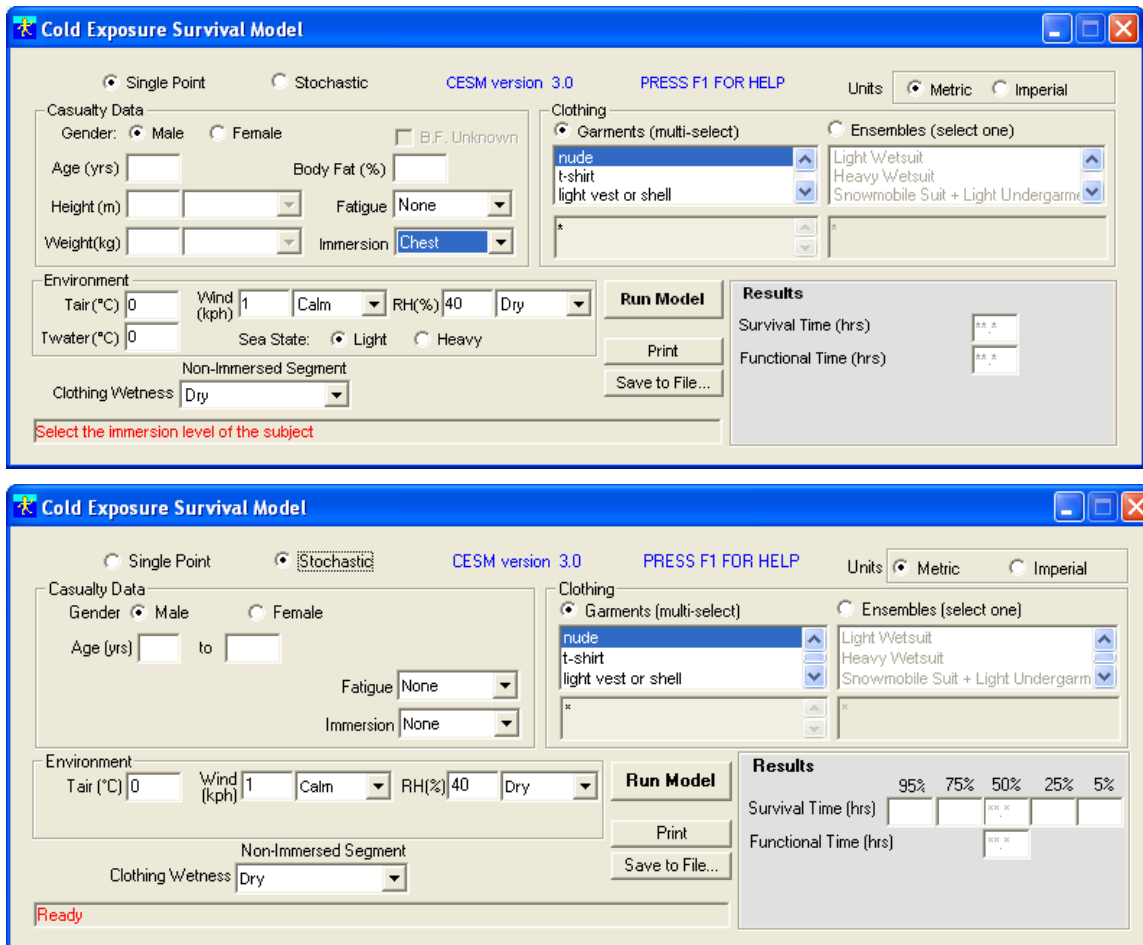 Cold Exposure Survival Model
Single Point Stochastic CESM version 3.0 PRESS F1 FOR HELP Units Metric Imperial
Casualty Data
Gender: Male Female B.F. Unknown
Age (yrs) Body Fat (%)
Height (m) Fatigue None
Weight(kg) Immersion Chest
Clothing
Garments (multi-select) Ensembles (select one)
nude Light Wetsuit
t-shirt Heavy Wetsuit
light vest or shell Snowmobile Suit + Light Undergarme
* *
Environment
Tair(°C) 0 Wind (kph) 1 Calm RH(%) 40 Dry
Twater(°C) 0 Sea State: Light Heavy
Non-Immersed Segment
Clothing Wetness Dry
Run Model
Print
Save to File...
Results
Survival Time (hrs) **.*
Functional Time (hrs) **.*
Select the immersion level of the subject
Cold Exposure Survival Model
Single Point Stochastic CESM version 3.0 PRESS F1 FOR HELP Units Metric Imperial
Casualty Data
Gender Male Female
Age (yrs) to
Fatigue None
Immersion None
Clothing
Garments (multi-select) Ensembles (select one)
nude Light Wetsuit
t-shirt Heavy Wetsuit
light vest or shell Snowmobile Suit + Light Undergarm
* *
Environment
Tair (°C) 0 Wind (kph) 1 Calm RH(%) 40 Dry
Non-Immersed Segment
Clothing Wetness Dry
Run Model
Print
Save to File...
Results
95% 75% 50% 25% 5%
Survival Time (hrs) **.*
Functional Time (hrs) **.*
Ready